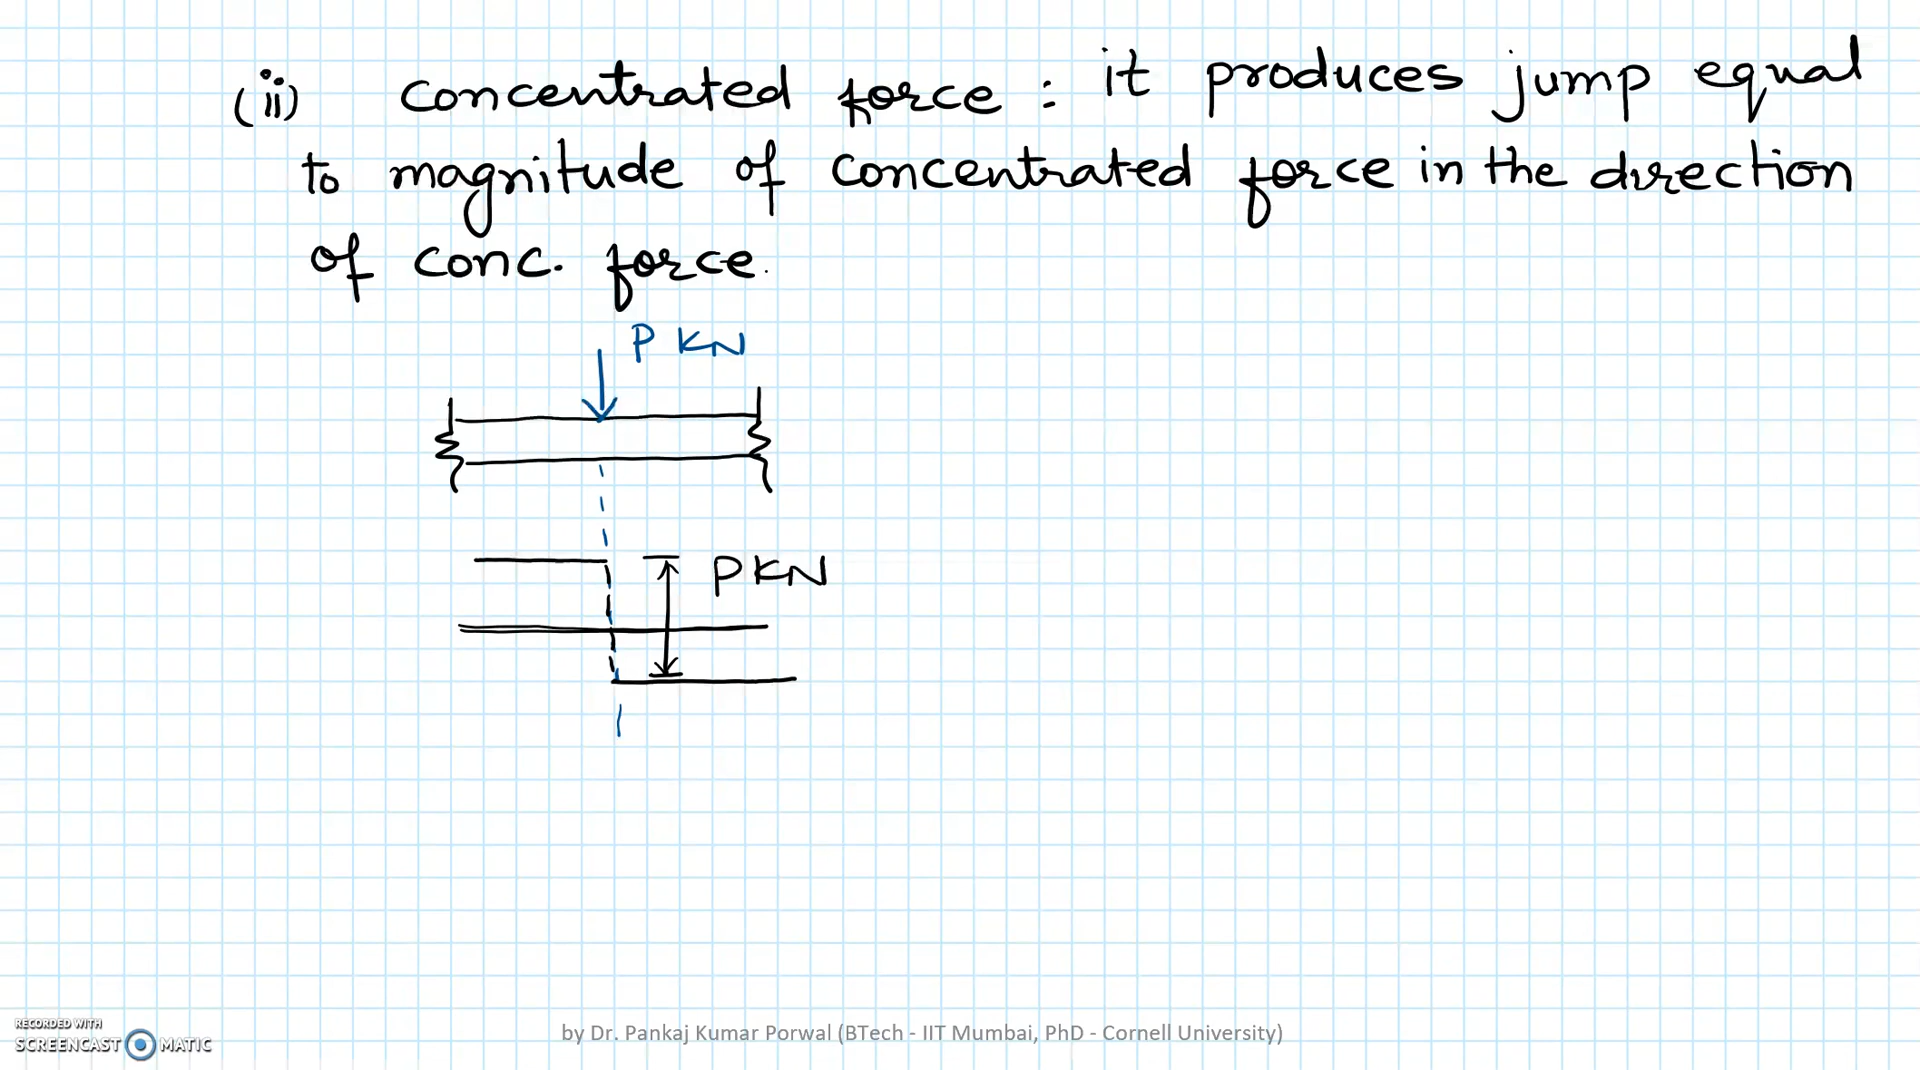 (ii) concentrated force : it produces jump equal
to magnitude of concentrated force in the direction
of conc. force.
P KN
P KN
RECORDED WITH
SCREENCAST MATIC
by Dr. Pankaj Kumar Porwal (BTech - IIT Mumbai, PhD - Cornell University)